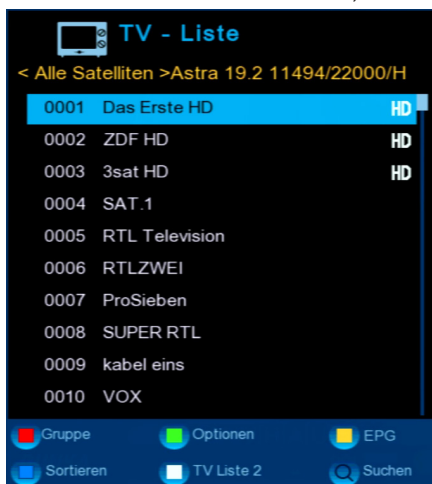 TV - Liste
< Alle Satelliten >Astra 19.2 11494/22000/H
0001 Das Erste HD HD
0002 ZDF HD HD
0003 3sat HD HD
0004 SAT.1
0005 RTL Television
0006 RTLZWEI
0007 ProSieben
0008 SUPER RTL
0009 kabel eins
0010 VOX
Gruppe Optionen EPG
Sortieren TV Liste 2 Suchen